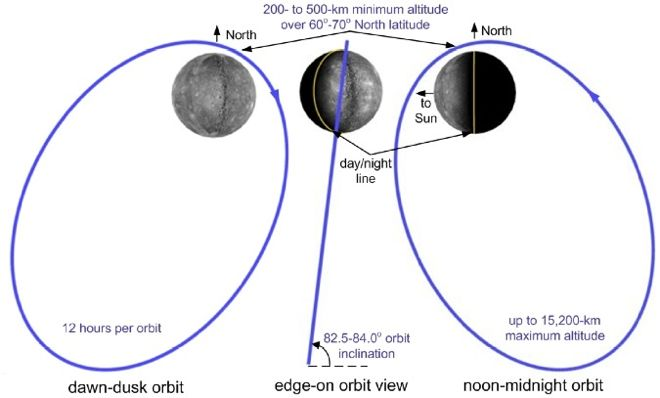 200- to 500-km minimum altitude
over 60°-70° North latitude
North
North
to
Sun
day/night
line
12 hours per orbit
82.5-84.0° orbit
inclination
up to 15,200-km
maximum altitude
dawn-dusk orbit
edge-on orbit view
noon-midnight orbit